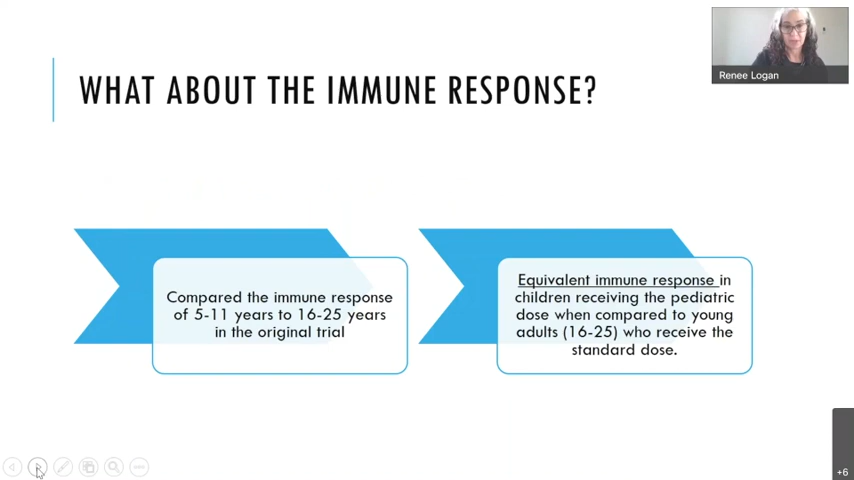 WHAT ABOUT THE IMMUNE RESPONSE?
Renee Logan
Compared the immune response
of 5-11 years to 16-25 years
in the original trial
Equivalent immune response in
children receiving the pediatric
dose when compared to young
adults (16-25) who receive the
standard dose.
+6